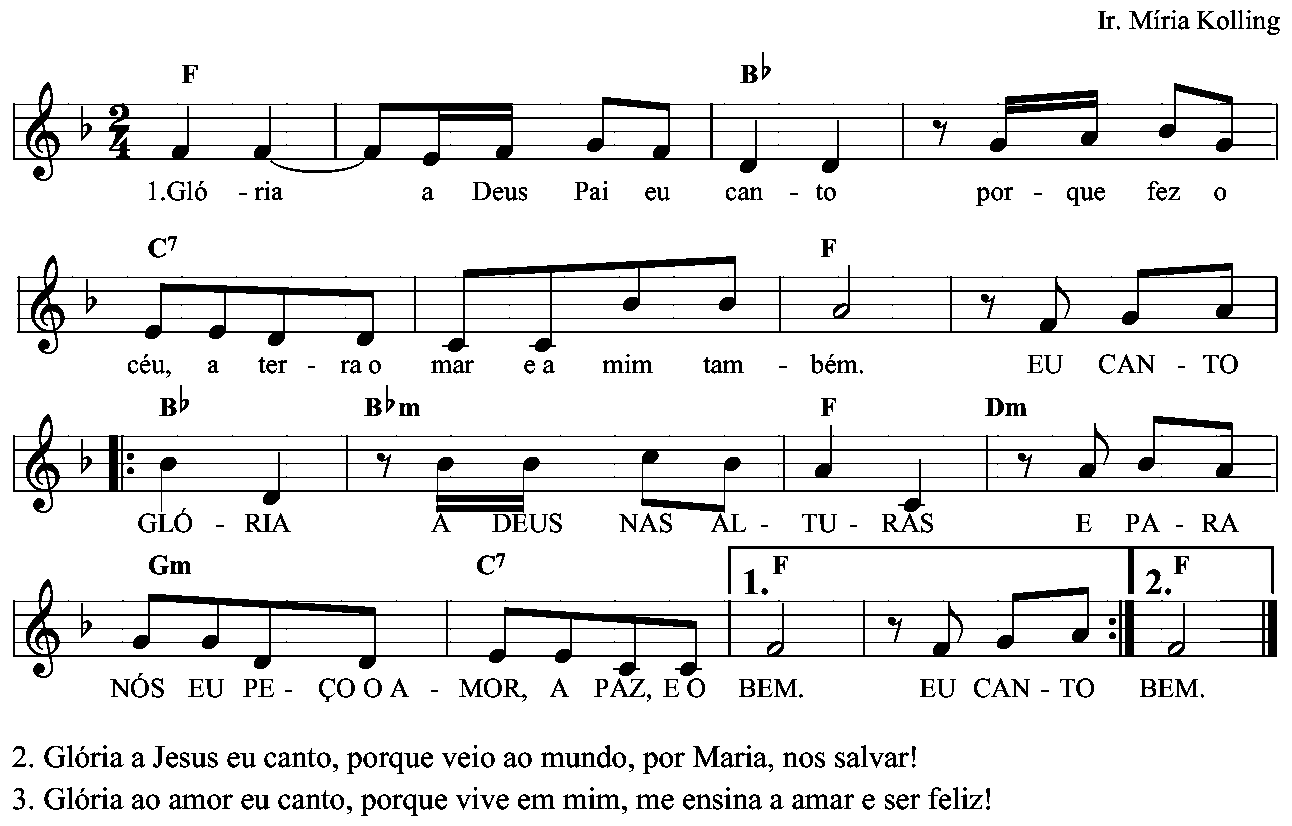 Ir. Míria Kolling
F B♭
2/4
1.Gló - ria a Deus Pai eu can - to por - que fez o
C7 F
céu, a ter - ra o mar e a mim tam - bém. EU CAN - TO
B♭ B♭m F Dm
GLÓ - RIA A DEUS NAS AL - TU - RAS E PA - RA
Gm C7 1. F 2. F
NÓS EU PE - ÇO O A - MOR, A PAZ, E O BEM. EU CAN - TO BEM.
2. Glória a Jesus eu canto, porque veio ao mundo, por Maria, nos salvar!
3. Glória ao amor eu canto, porque vive em mim, me ensina a amar e ser feliz!